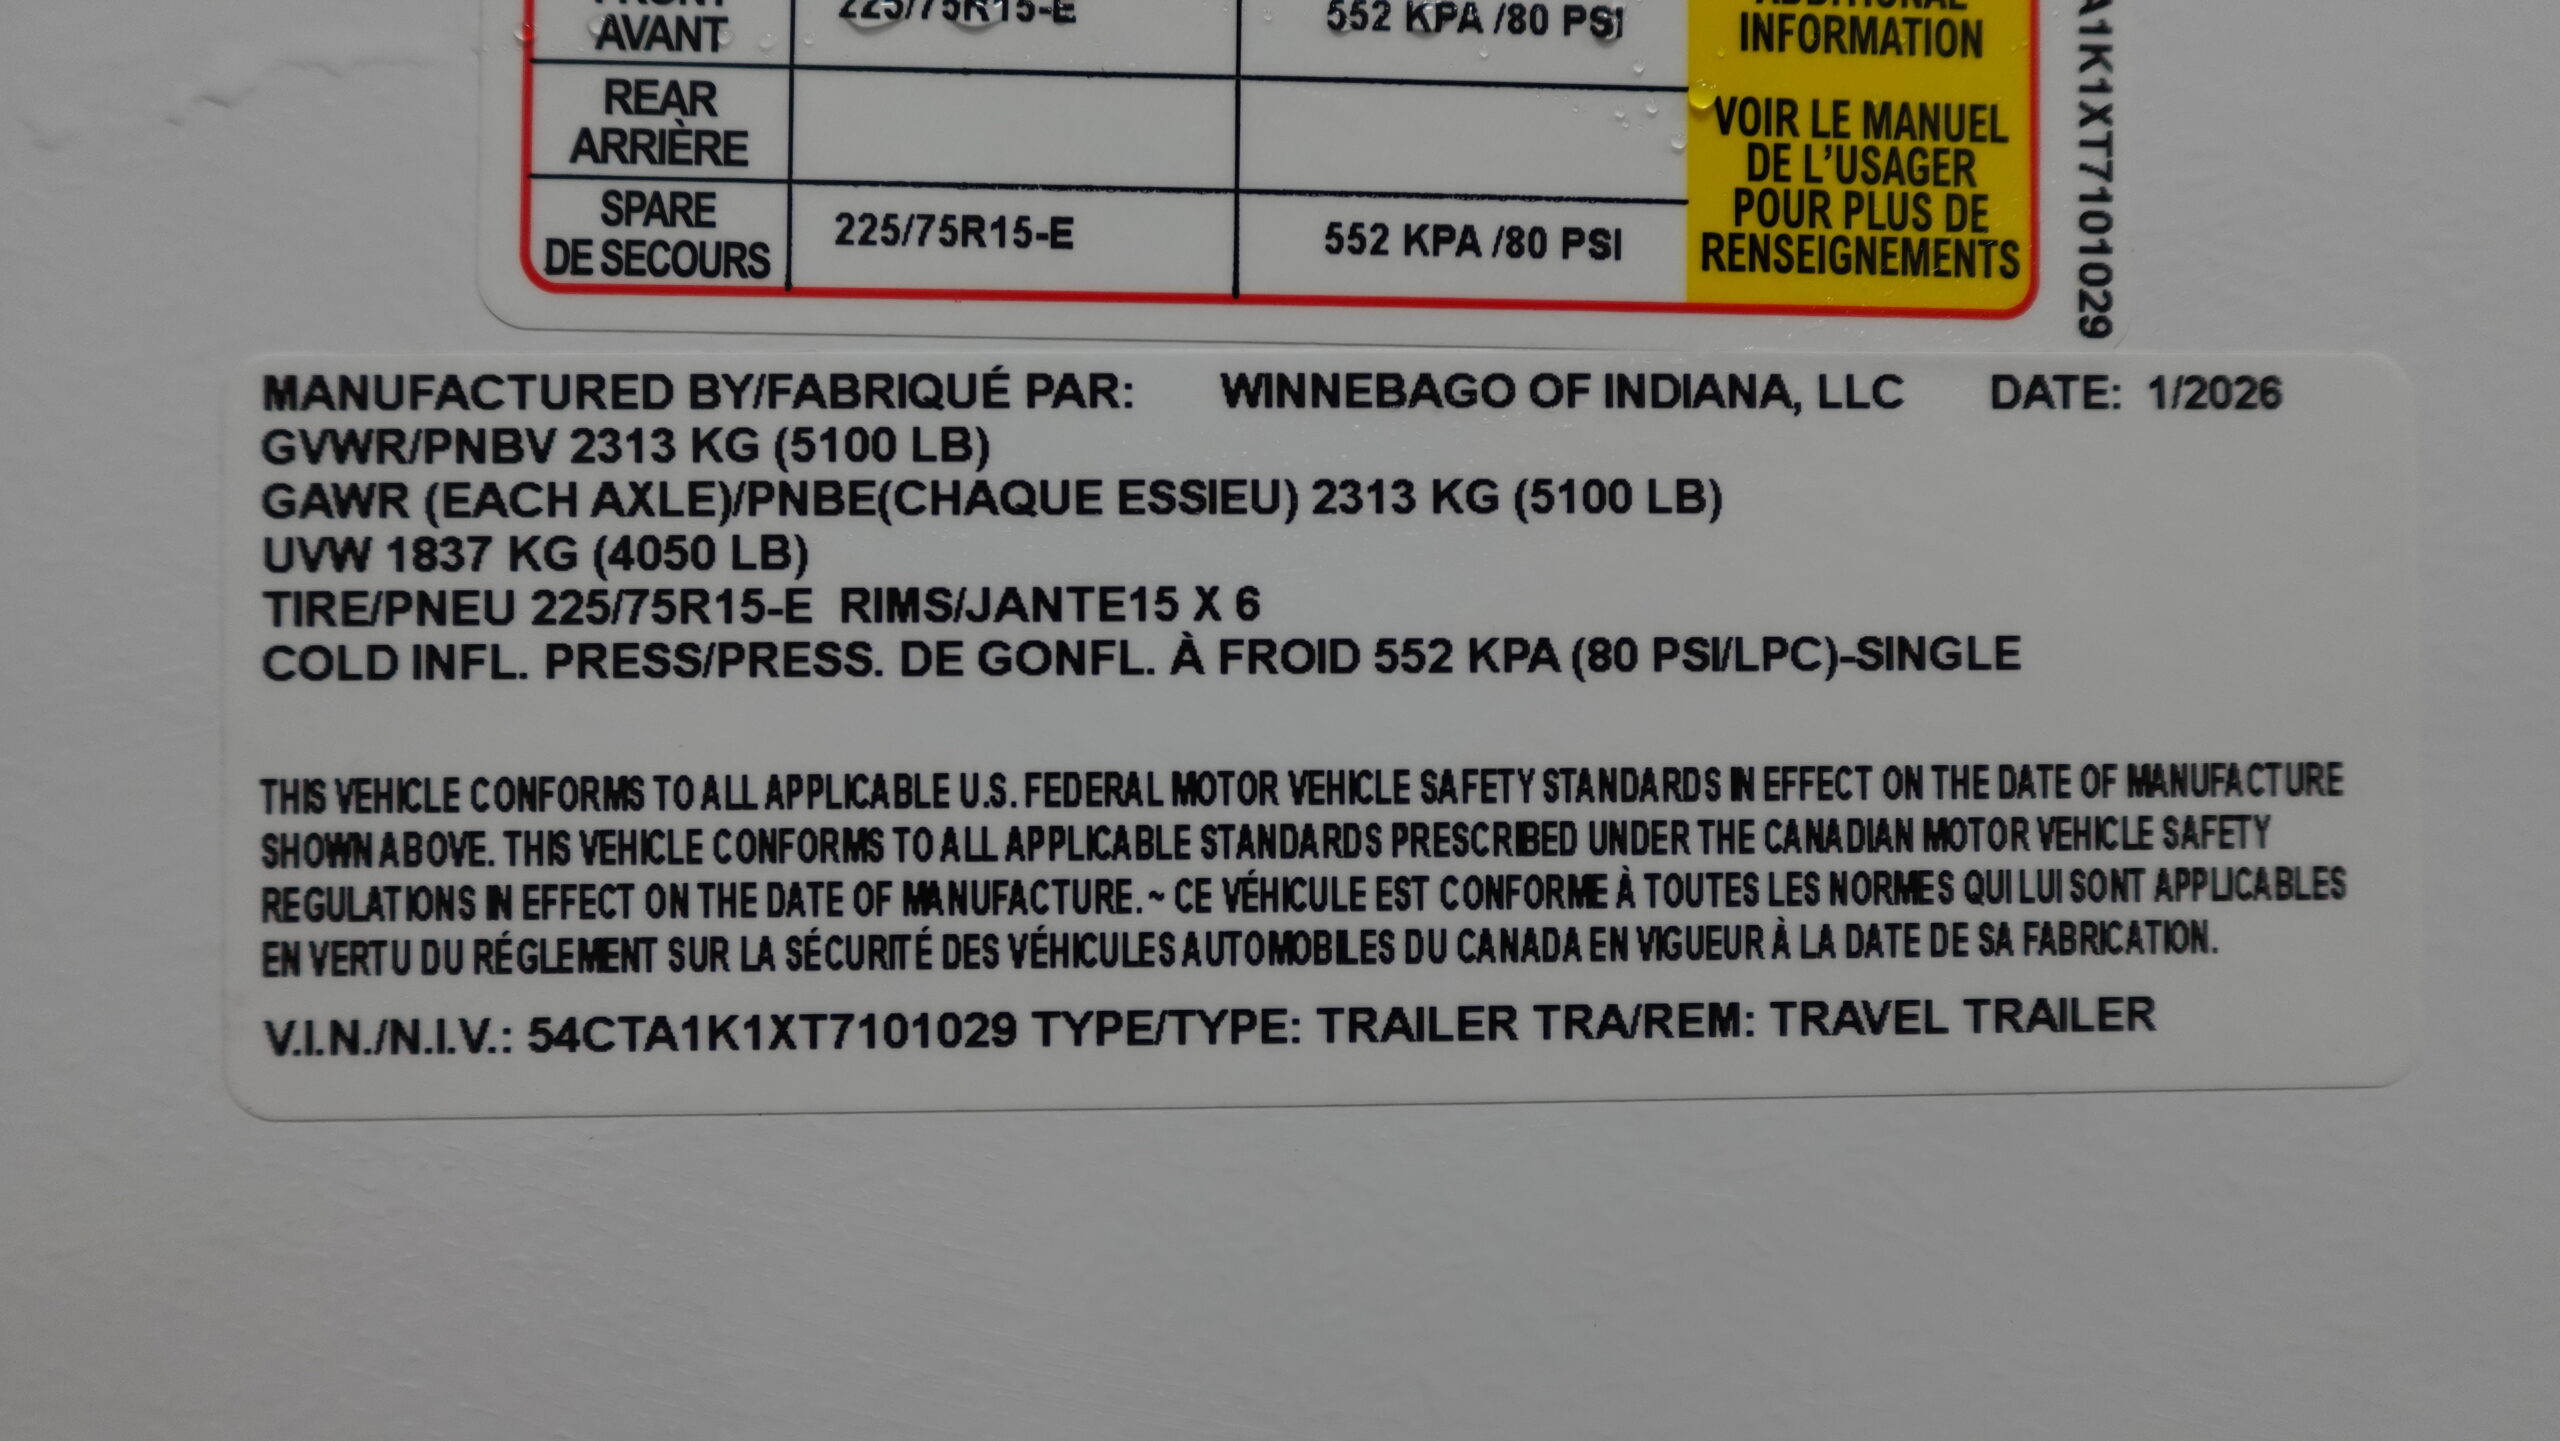 FRONT 225/75R15-E 552 KPA /80 PSI ADDITIONAL
AVANT INFORMATION
REAR
ARRIÈRE
SPARE 225/75R15-E 552 KPA /80 PSI
DE SECOURS
VOIR LE MANUEL
DE L'USAGER
POUR PLUS DE
RENSEIGNEMENTS
A1K1XT7101029
MANUFACTURED BY/FABRIQUÉ PAR: WINNEBAGO OF INDIANA, LLC DATE: 1/2026
GVWR/PNBV 2313 KG (5100 LB)
GAWR (EACH AXLE)/PNBE(CHAQUE ESSIEU) 2313 KG (5100 LB)
UVW 1837 KG (4050 LB)
TIRE/PNEU 225/75R15-E RIMS/JANTE15 X 6
COLD INFL. PRESS/PRESS. DE GONFL. À FROID 552 KPA (80 PSI/LPC)-SINGLE
THIS VEHICLE CONFORMS TO ALL APPLICABLE U.S. FEDERAL MOTOR VEHICLE SAFETY STANDARDS IN EFFECT ON THE DATE OF MANUFACTURE
SHOWN ABOVE. THIS VEHICLE CONFORMS TO ALL APPLICABLE STANDARDS PRESCRIBED UNDER THE CANADIAN MOTOR VEHICLE SAFETY
REGULATIONS IN EFFECT ON THE DATE OF MANUFACTURE. ~ CE VÉHICULE EST CONFORME À TOUTES LES NORMES QUI LUI SONT APPLICABLES
EN VERTU DU RÉGLEMENT SUR LA SÉCURITÉ DES VÉHICULES AUTOMOBILES DU CANADA EN VIGUEUR À LA DATE DE SA FABRICATION.
V.I.N./N.I.V.: 54CTA1K1XT7101029 TYPE/TYPE: TRAILER TRA/REM: TRAVEL TRAILER